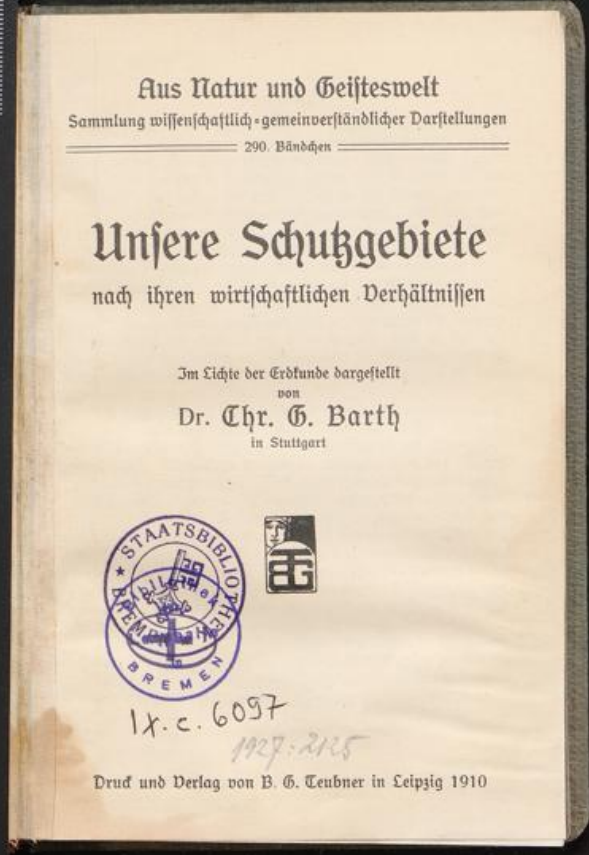 Aus Natur und Geisteswelt
Sammlung wissenschaftlich-gemeinverständlicher Darstellungen
290. Bändchen
Unsere Schutzgebiete
nach ihren wirtschaftlichen Verhältnissen
Im Lichte der Erdkunde dargestellt
von
Dr. Chr. G. Barth
in Stuttgart
STAATSBIBLIOTHEK
BREMEN
BREMEN
IX. c. 6097
1927:2125
Druck und Verlag von B. G. Teubner in Leipzig 1910